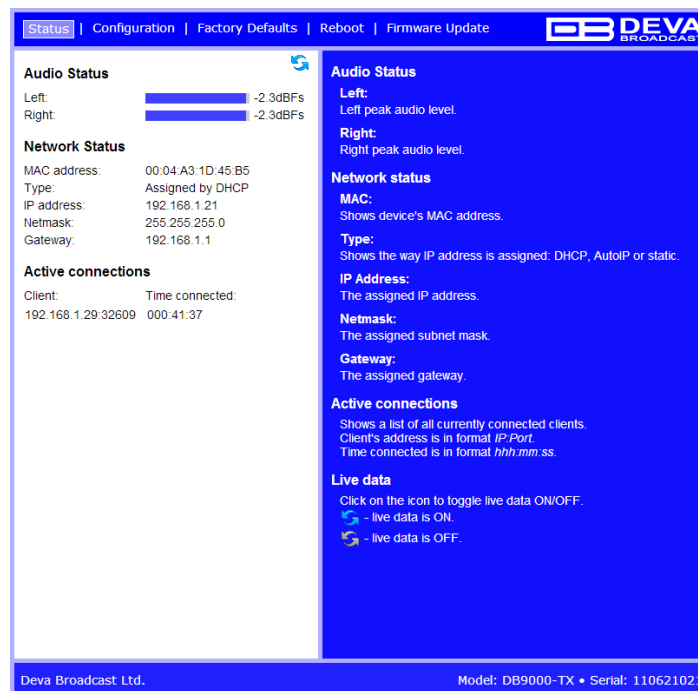 Status | Configuration | Factory Defaults | Reboot | Firmware Update
DB DEVA
BROADCAST
Audio Status
Left: -2.3dBFs
Right: -2.3dBFs
Network Status
MAC address: 00:04:A3:1D:45:B5
Type: Assigned by DHCP
IP address: 192.168.1.21
Netmask: 255.255.255.0
Gateway: 192.168.1.1
Active connections
Client: Time connected:
192.168.1.29:32609 000:41:37
Audio Status
Left:
Left peak audio level.
Right:
Right peak audio level.
Network status
MAC:
Shows device's MAC address.
Type:
Shows the way IP address is assigned: DHCP, AutoIP or static.
IP Address:
The assigned IP address.
Netmask:
The assigned subnet mask.
Gateway:
The assigned gateway.
Active connections
Shows a list of all currently connected clients.
Client's address is in format IP:Port.
Time connected is in format hhh:mm:ss.
Live data
Click on the icon to toggle live data ON/OFF.
- live data is ON.
- live data is OFF.
Deva Broadcast Ltd.
Model: DB9000-TX • Serial: 11062102